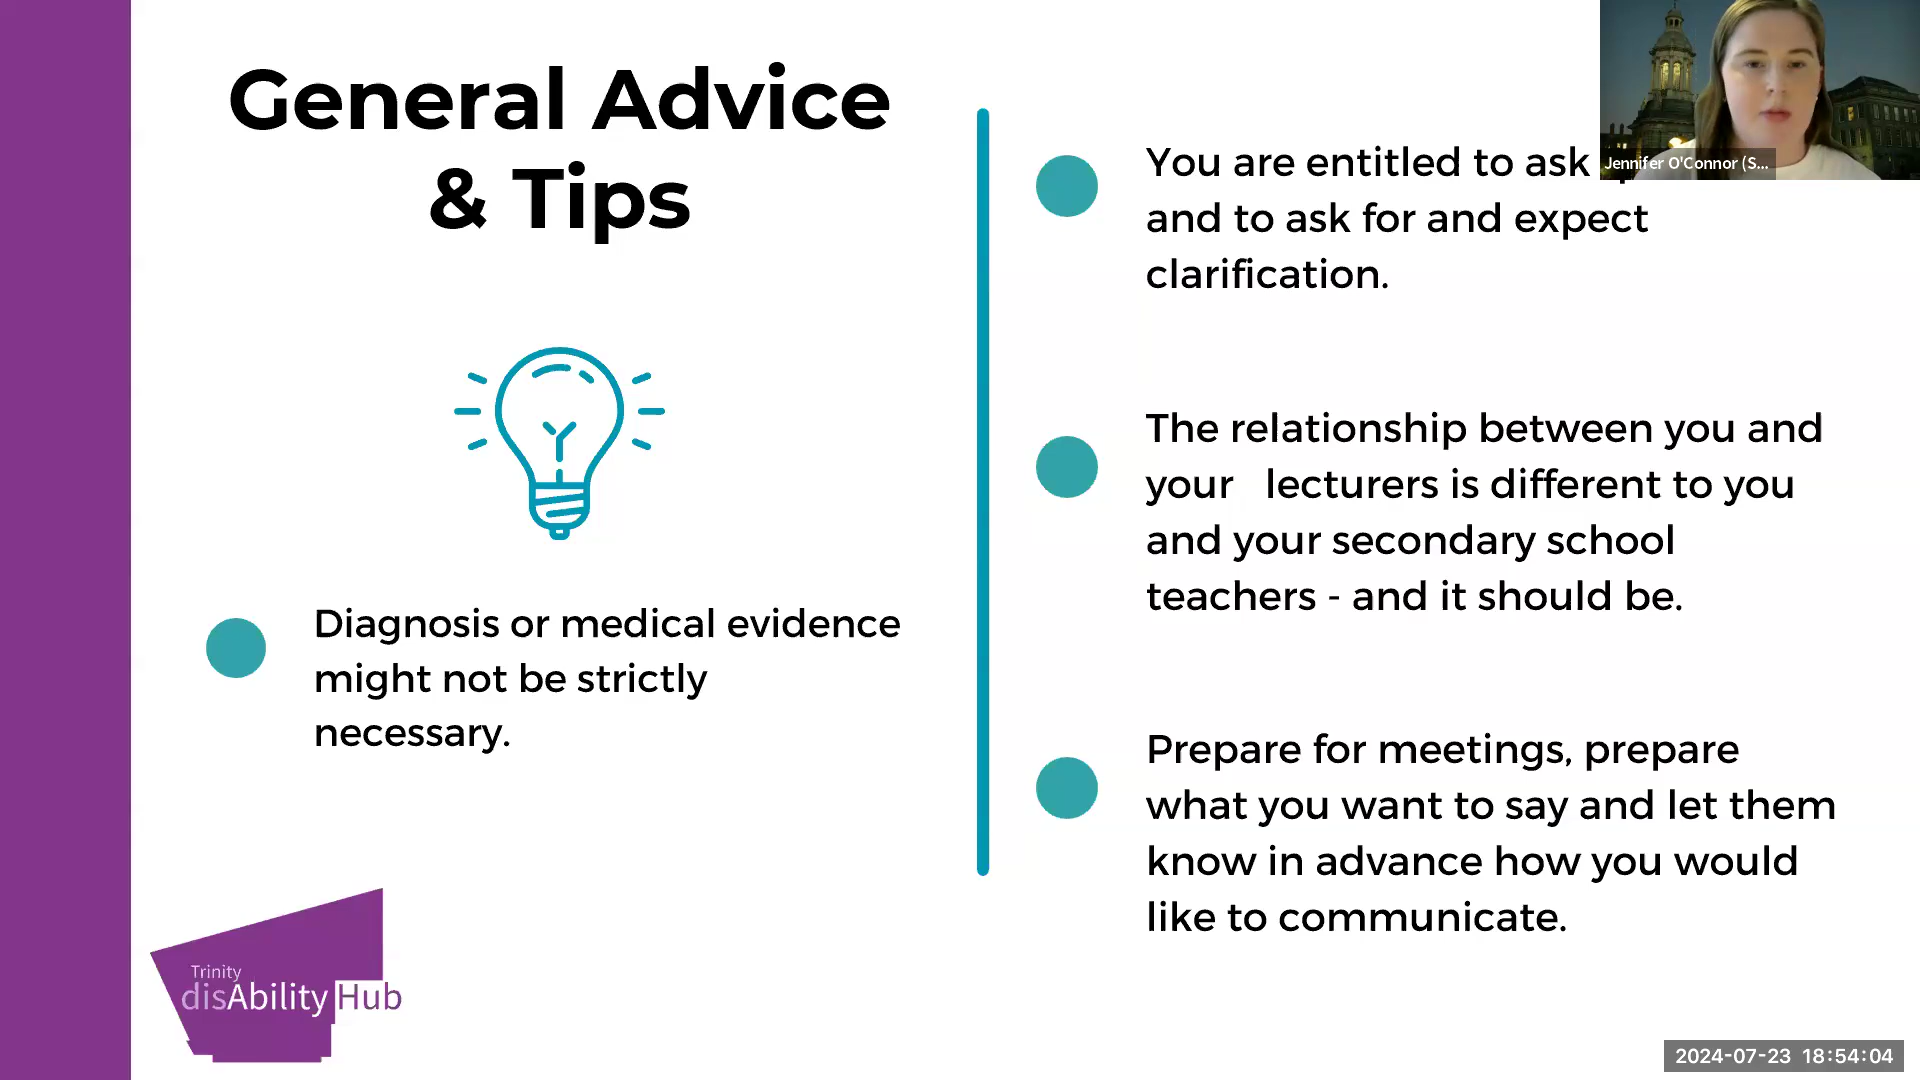 General Advice
& Tips
Diagnosis or medical evidence
might not be strictly
necessary.
You are entitled to ask
and to ask for and expect
clarification.
The relationship between you and
your   lecturers is different to you
and your secondary school
teachers - and it should be.
Prepare for meetings, prepare
what you want to say and let them
know in advance how you would
like to communicate.
Jennifer O'Connor (S...
Trinity
disAbility Hub
2024-07-23 18:54:04